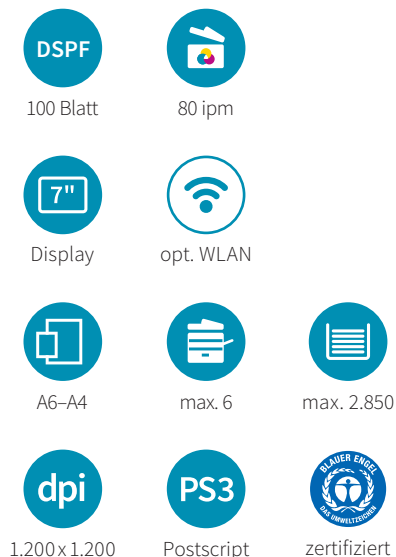 DSPF
100 Blatt
80 ipm
7"
Display
opt. WLAN
A6–A4
max. 6
max. 2.850
dpi
PS3
BLAUER ENGEL
DAS UMWELTZEICHEN
1.200 x 1.200
Postscript
zertifiziert